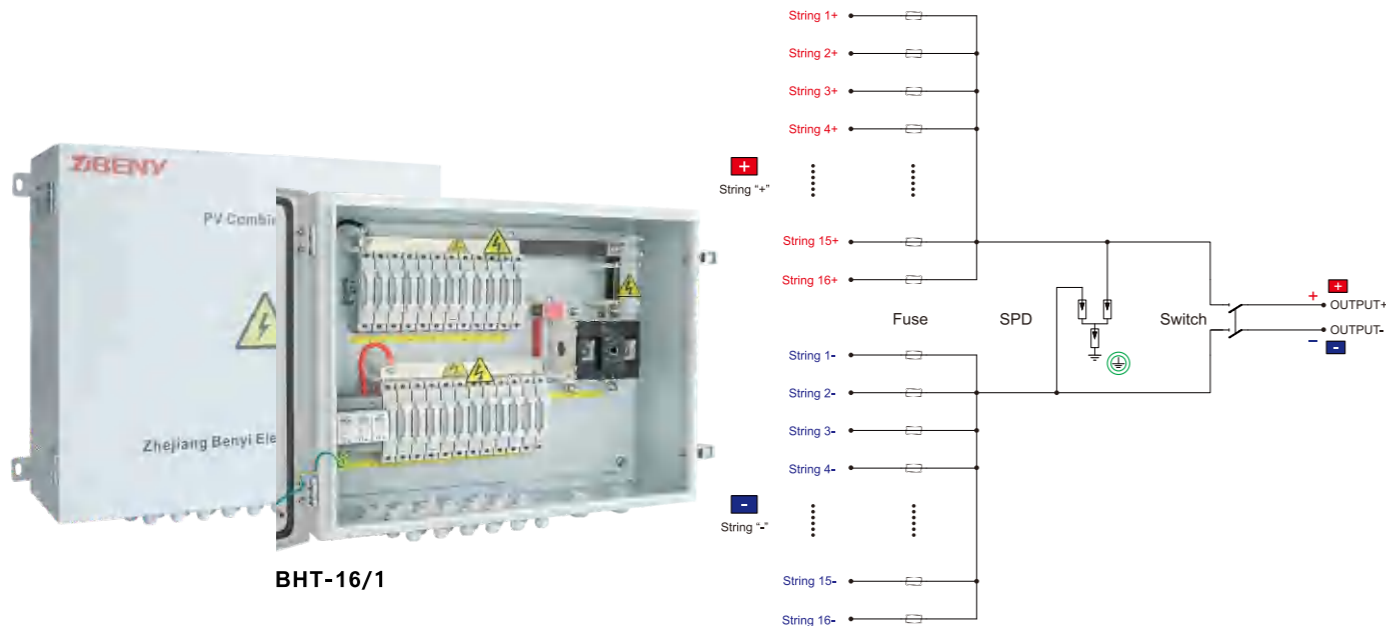 BENY
PV Combi
Zhejiang Benyi Ele
BHT-16/1
String 1+
String 2+
String 3+
String 4+
+
String "+"
String 15+
String 16+
Fuse
SPD
Switch
+
+
OUTPUT+
OUTPUT-
-
-
String 1-
String 2-
String 3-
String 4-
-
String "-"
String 15-
String 16-